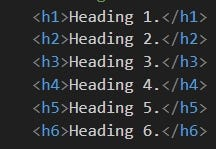 <h1>Heading 1.</h1>
<h2>Heading 2.</h2>
<h3>Heading 3.</h3>
<h4>Heading 4.</h4>
<h5>Heading 5.</h5>
<h6>Heading 6.</h6>